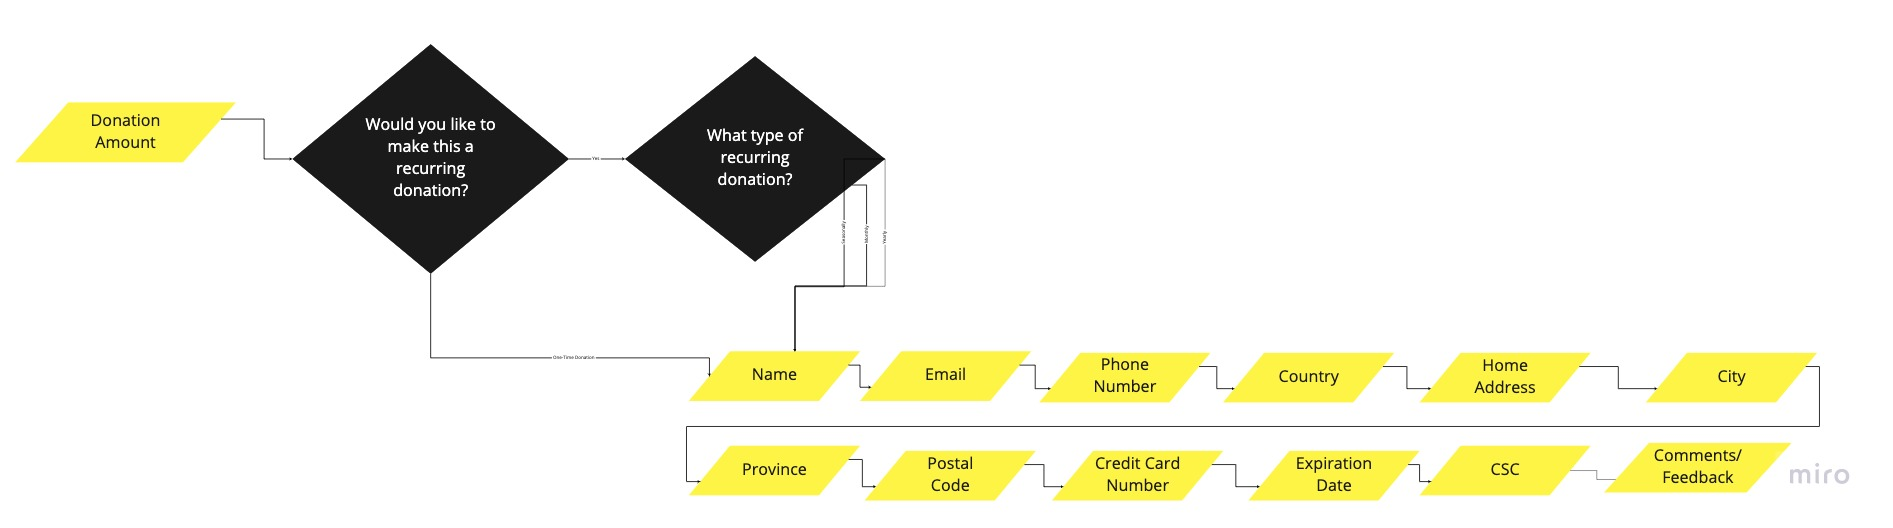 Donation
Amount
Would you like to
make this a
recurring
donation?
Yes
What type of
recurring
donation?
Seasonally
Monthly
Yearly
One-Time Donation
Name
Email
Phone
Number
Country
Home
Address
City
Province
Postal
Code
Credit Card
Number
Expiration
Date
CSC
Comments/
Feedback
miro